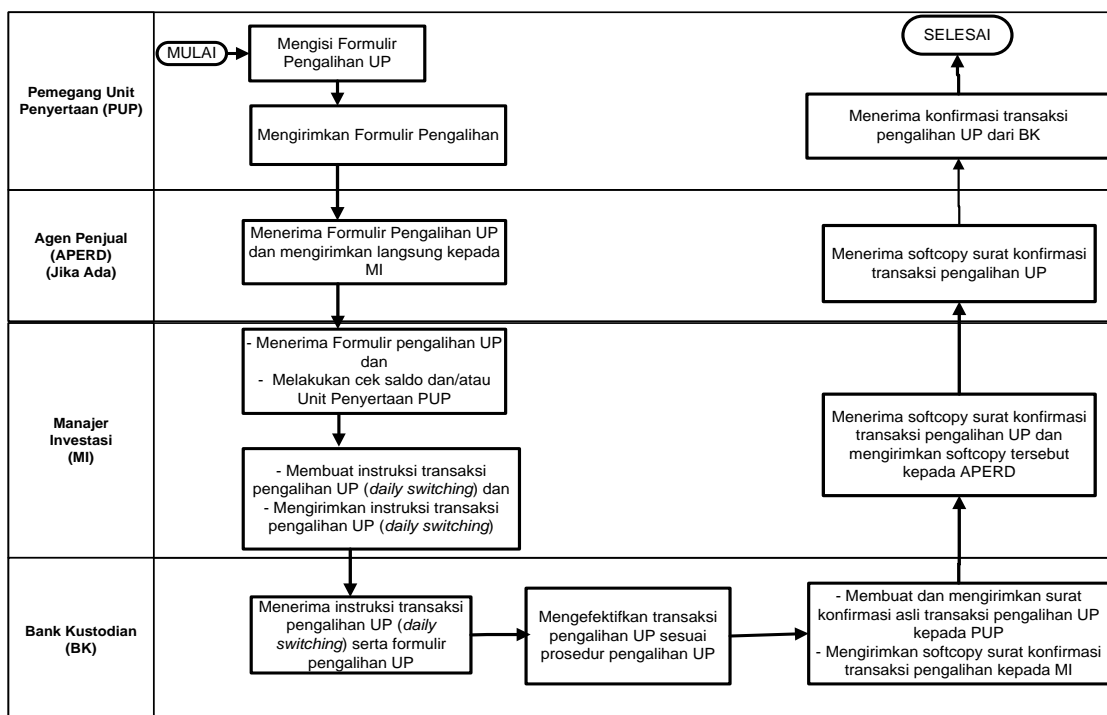 Pemegang Unit
Penyertaan (PUP)
MULAI
Mengisi Formulir
Pengalihan UP
Mengirimkan Formulir Pengalihan
SELESAI
Menerima konfirmasi transaksi
pengalihan UP dari BK
Agen Penjual
(APERD)
(Jika Ada)
Menerima Formulir Pengalihan UP
dan mengirimkan langsung kepada
MI
Menerima softcopy surat konfirmasi
transaksi pengalihan UP
Manajer
Investasi
(MI)
- Menerima Formulir pengalihan UP
dan
- Melakukan cek saldo dan/atau
Unit Penyertaan PUP
- Membuat instruksi transaksi
pengalihan UP (daily switching) dan
- Mengirimkan instruksi transaksi
pengalihan UP (daily switching)
Menerima softcopy surat konfirmasi
transaksi pengalihan UP dan
mengirimkan softcopy tersebut
kepada APERD
Bank Kustodian
(BK)
Menerima instruksi transaksi
pengalihan UP (daily
switching) serta formulir
pengalihan UP
Mengefektifkan transaksi
pengalihan UP sesuai
prosedur pengalihan UP
- Membuat dan mengirimkan surat
konfirmasi asli transaksi pengalihan UP
kepada PUP
- Mengirimkan softcopy surat konfirmasi
transaksi pengalihan kepada MI